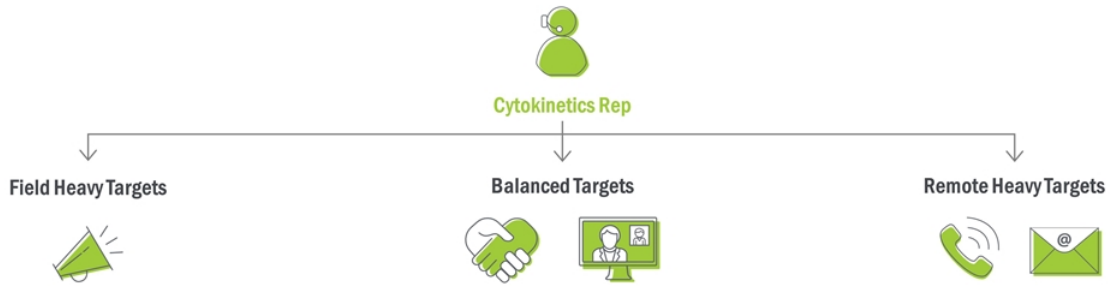 Cytokinetics Rep
Field Heavy Targets
Balanced Targets
Remote Heavy Targets
@